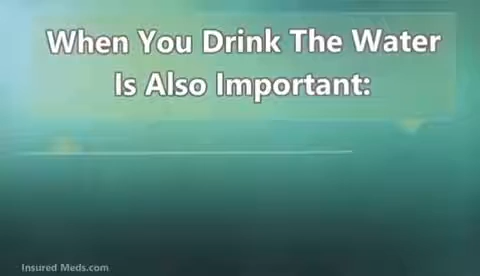 When You Drink The Water
Is Also Important:
Insured Meds.com